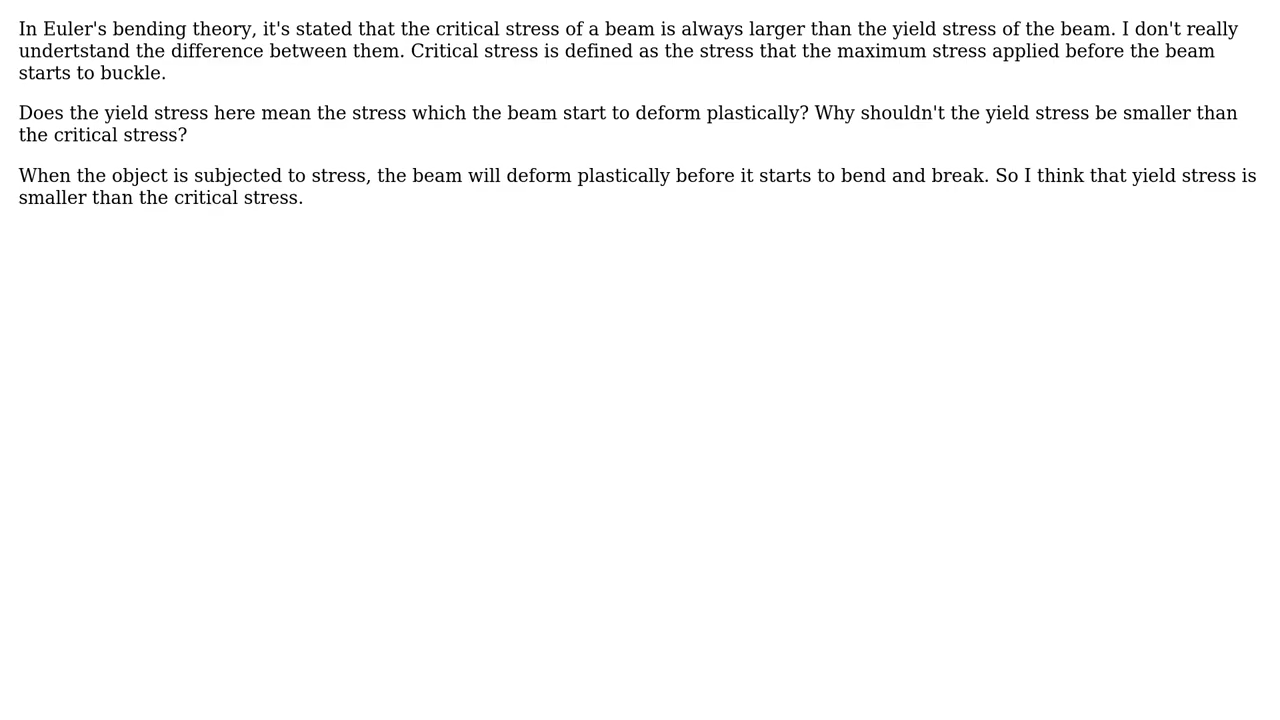 In Euler's bending theory, it's stated that the critical stress of a beam is always larger than the yield stress of the beam. I don't really
undertstand the difference between them. Critical stress is defined as the stress that the maximum stress applied before the beam
starts to buckle.
Does the yield stress here mean the stress which the beam start to deform plastically? Why shouldn't the yield stress be smaller than
the critical stress?
When the object is subjected to stress, the beam will deform plastically before it starts to bend and break. So I think that yield stress is
smaller than the critical stress.